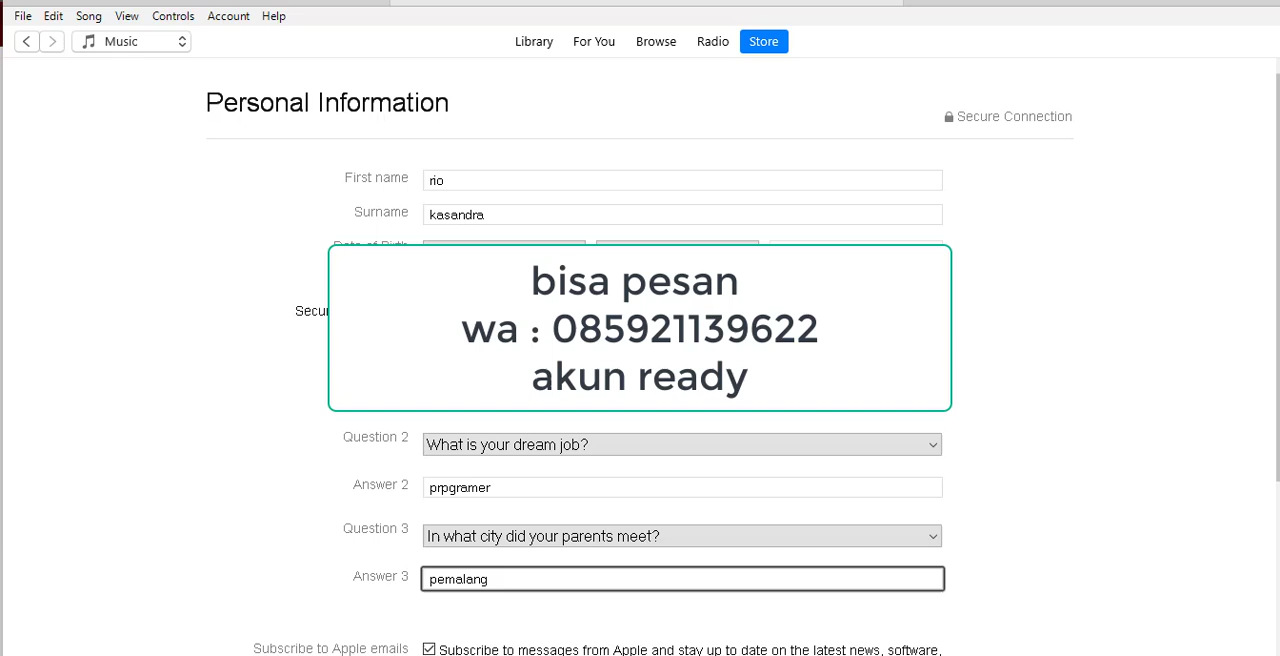 File Edit Song View Controls Account Help
Music Library For You Browse Radio Store
Personal Information
Secure Connection
First name rio
Surname kasandra
Date of Birth
bisa pesan
wa : 085921139622
akun ready
Question 2 What is your dream job?
Answer 2 prpgramer
Question 3 In what city did your parents meet?
Answer 3 pemalang
Subscribe to Apple emails Subscribe to messages from Apple and stay up to date on the latest news, software,